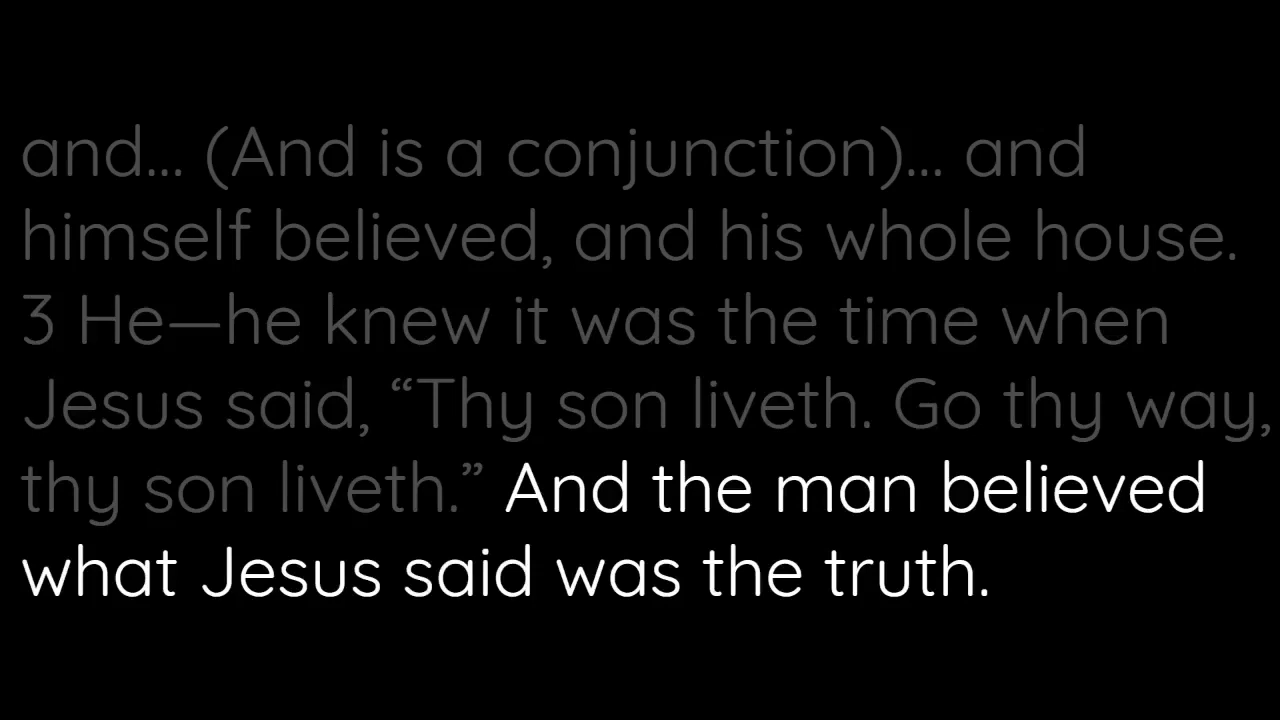 and... (And is a conjunction)... and
himself believed, and his whole house.
3 He—he knew it was the time when
Jesus said, “Thy son liveth. Go thy way,
thy son liveth.” And the man believed
what Jesus said was the truth.